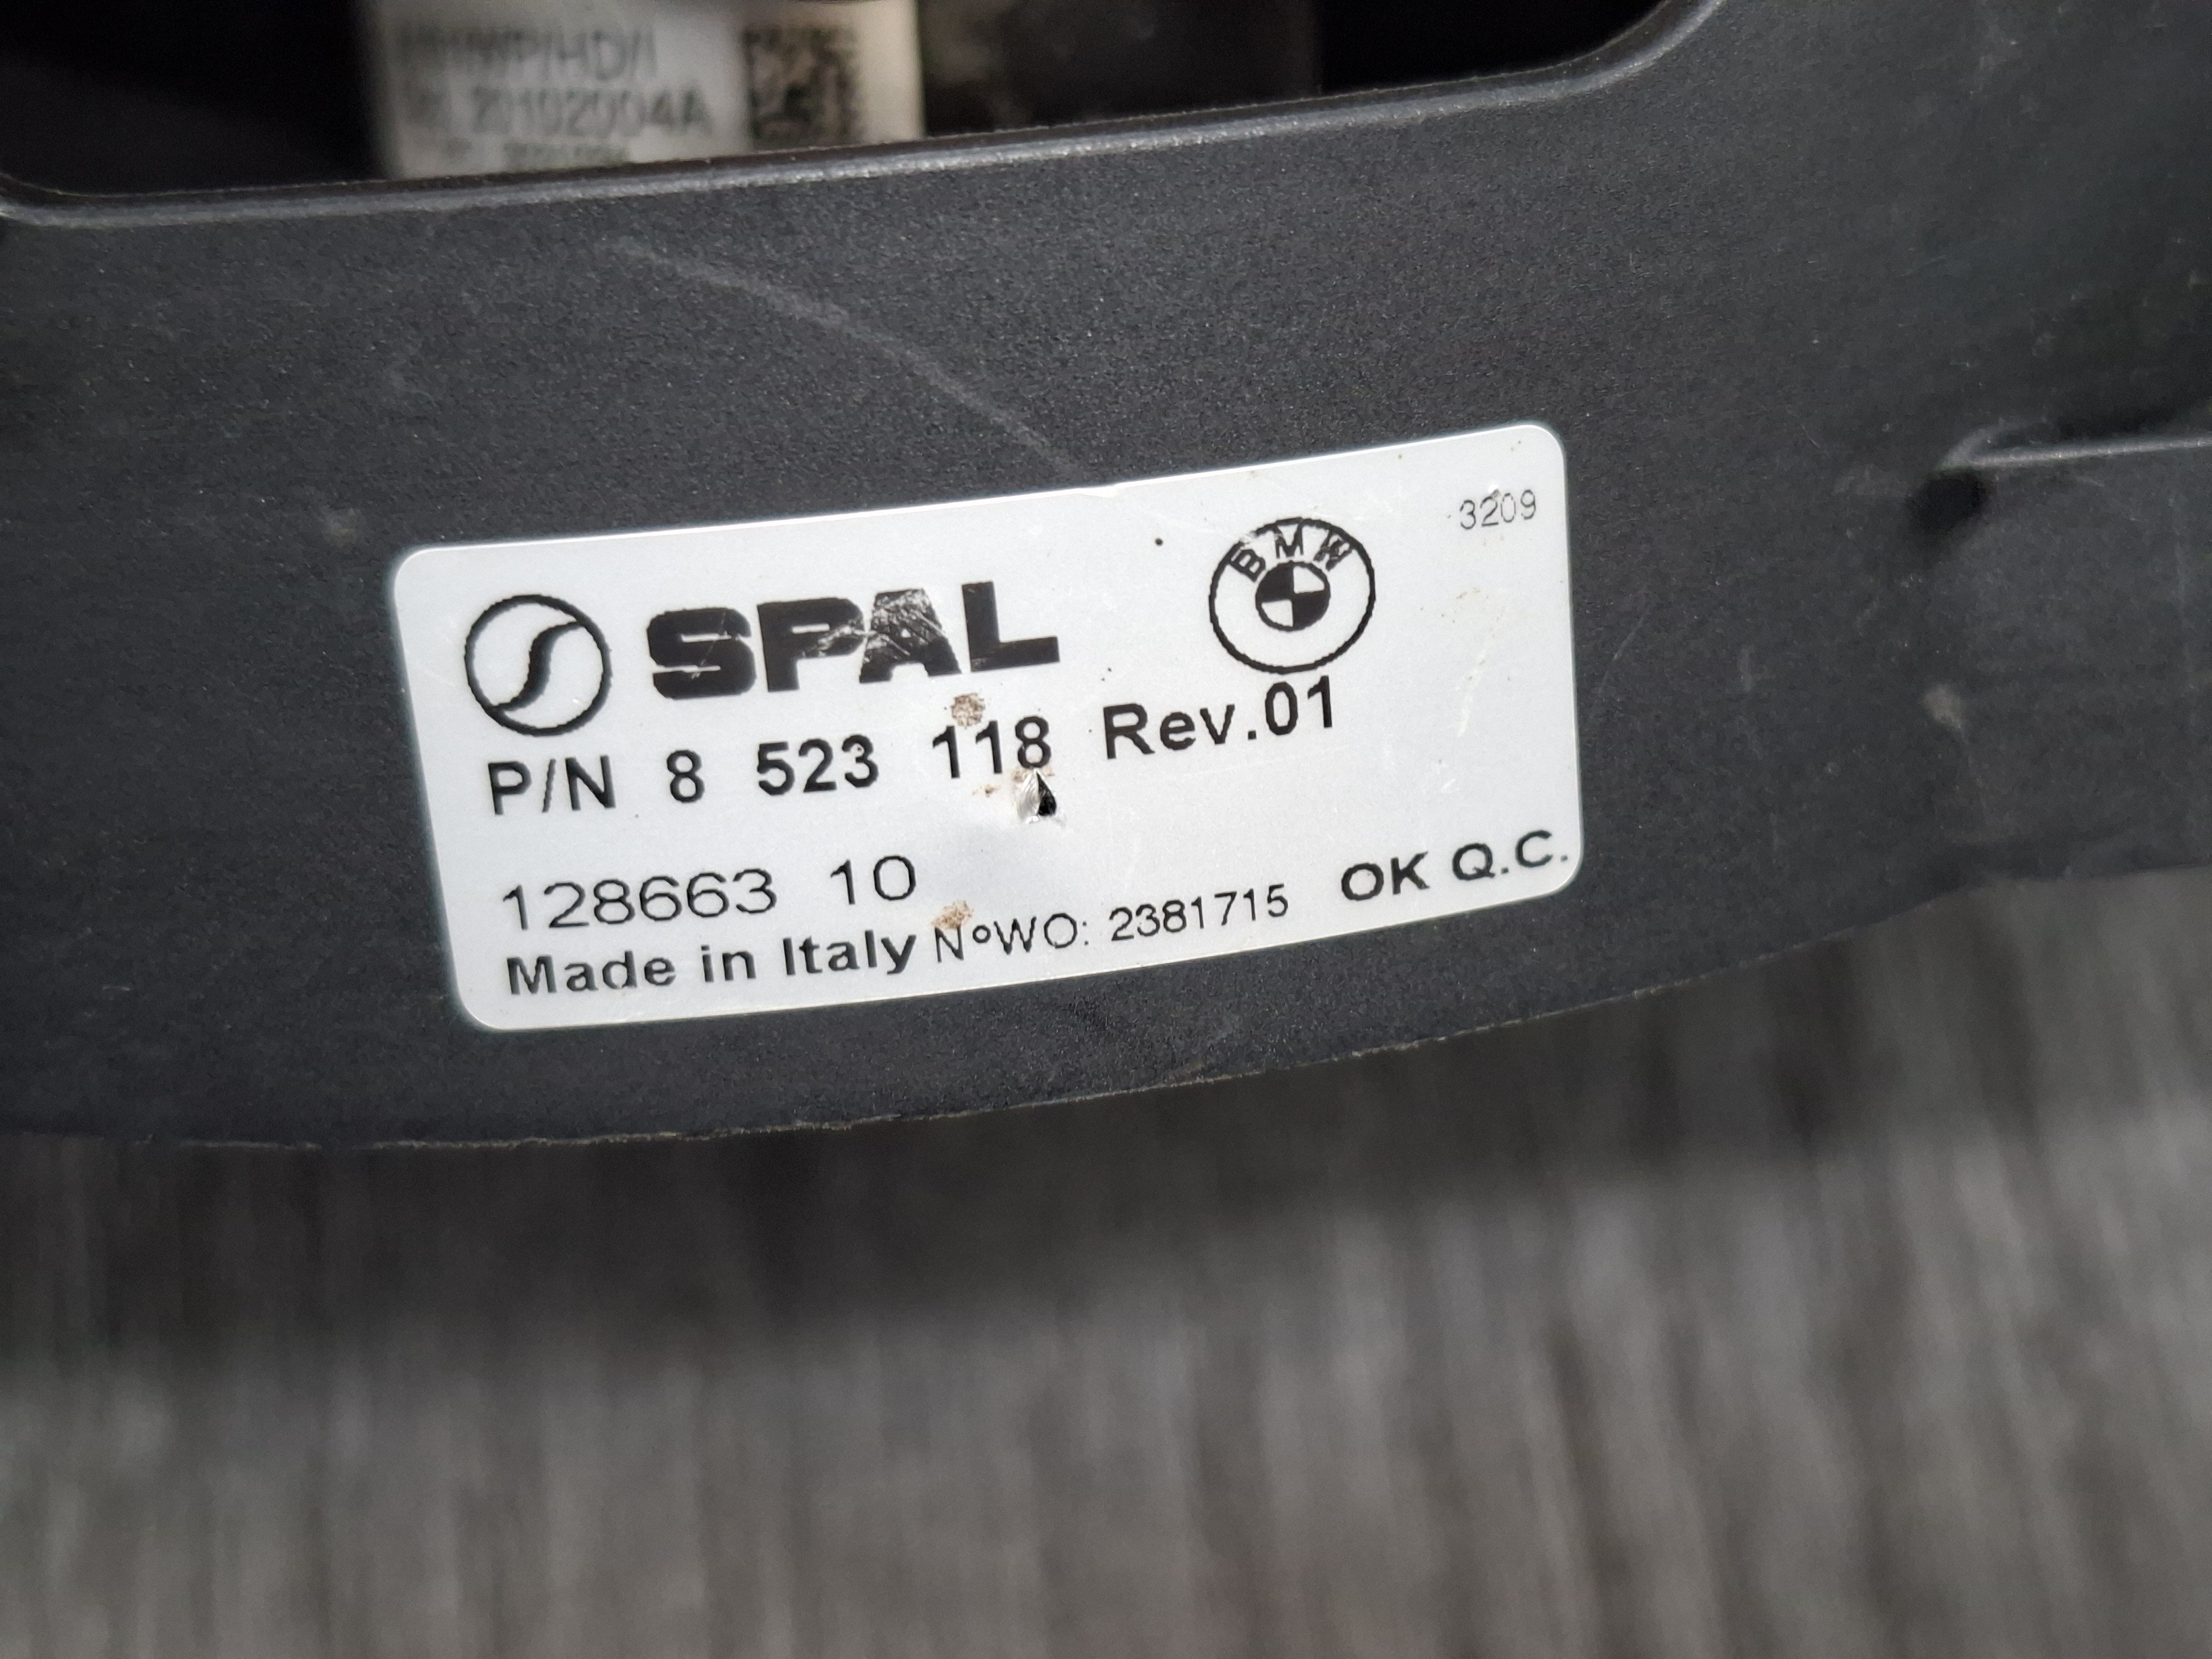 3209
BMW
SPAL
P/N 8 523 118 Rev.01
128663 10
Made in Italy N°WO: 2381715 OK Q.C.